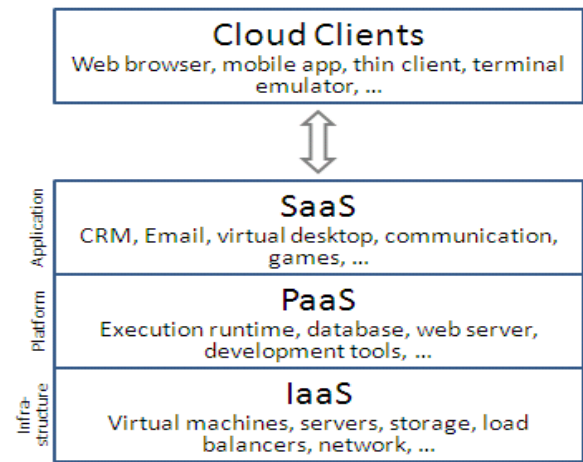 Cloud Clients
Web browser, mobile app, thin client, terminal
emulator, ...
Application
SaaS
CRM, Email, virtual desktop, communication,
games, ...
Platform
PaaS
Execution runtime, database, web server,
development tools, ...
Infra-
structure
IaaS
Virtual machines, servers, storage, load
balancers, network, ...